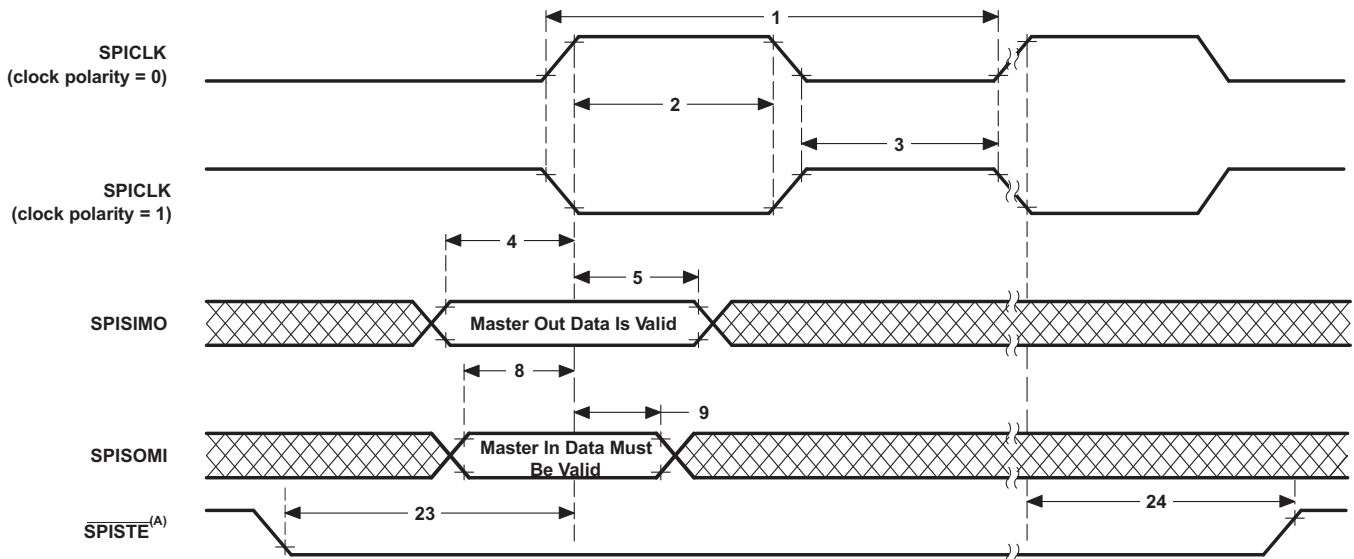 1
SPICLK
(clock polarity = 0)
2
3
SPICLK
(clock polarity = 1)
4
5
SPISIMO
Master Out Data Is Valid
8
9
SPISOMI
Master In Data Must
Be Valid
23
24
SPISTE(A)